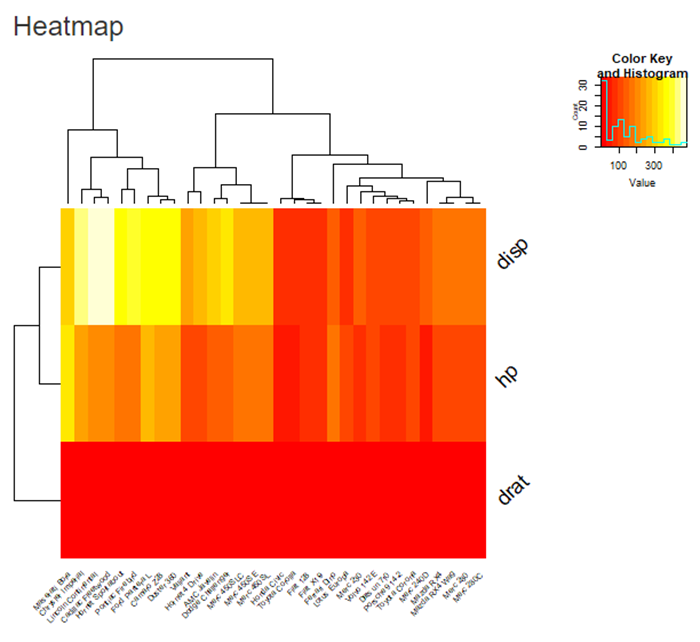 Heatmap
Color Key
and Histogram
Count
0
10
20
30
100
300
Value
disp
hp
drat
Maserati Bora
Chrysler Imperial
Lincoln Continental
Cadillac Fleetwood
Hornet Sportabout
Pontiac Firebird
Ford Pantera L
Camaro Z28
Duster 360
Valiant
Hornet 4 Drive
AMC Javelin
Dodge Challenger
Merc 450SLC
Merc 450SE
Merc 450SL
Honda Civic
Toyota Corolla
Fiat 128
Fiat X1-9
Ferrari Dino
Lotus Europa
Merc 230
Volvo 142E
Datsun 710
Porsche 914-2
Toyota Corona
Merc 240D
Mazda RX4
Mazda RX4 Wag
Merc 280
Merc 280C